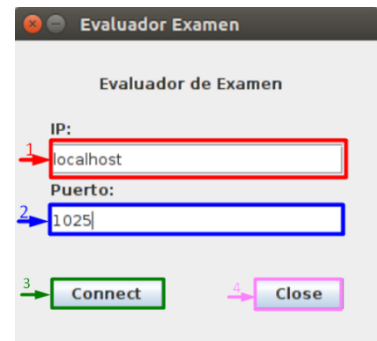 Evaluador Examen
Evaluador de Examen
IP:
1 localhost
Puerto:
2 1025
3 Connect 4 Close